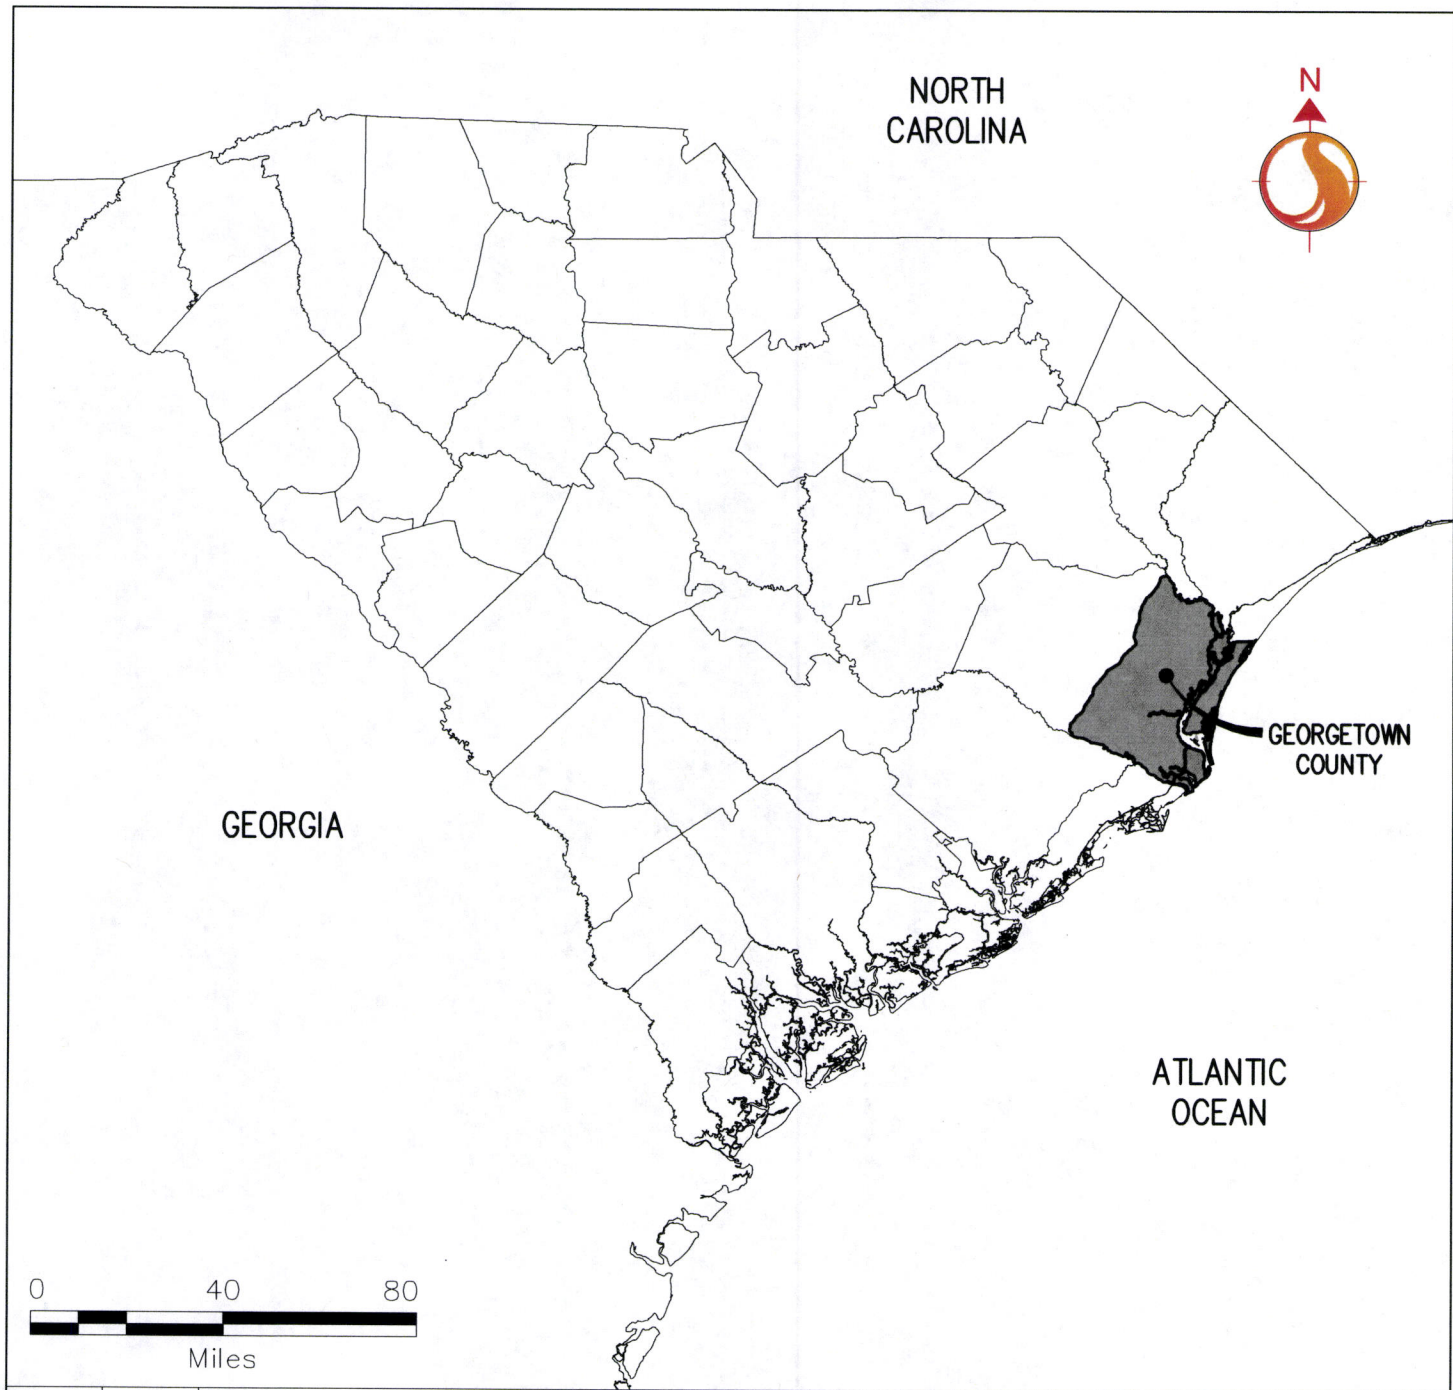 NORTH
CAROLINA
N
GEORGETOWN
COUNTY
GEORGIA
ATLANTIC
OCEAN
0 40 80
Miles